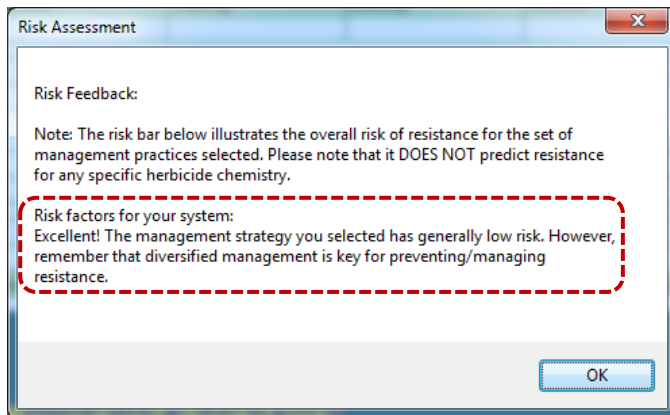 Risk Assessment
Risk Feedback:
Note: The risk bar below illustrates the overall risk of resistance for the set of
management practices selected. Please note that it DOES NOT predict resistance
for any specific herbicide chemistry.
Risk factors for your system:
Excellent! The management strategy you selected has generally low risk. However,
remember that diversified management is key for preventing/managing
resistance.
OK